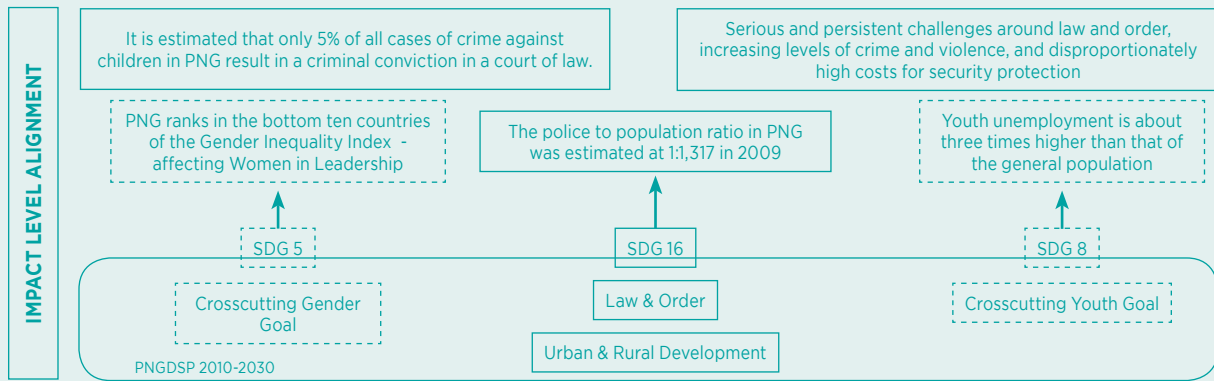 IMPACT LEVEL ALIGNMENT
It is estimated that only 5% of all cases of crime against
children in PNG result in a criminal conviction in a court of law.
Serious and persistent challenges around law and order,
increasing levels of crime and violence, and disproportionately
high costs for security protection
PNG ranks in the bottom ten countries
of the Gender Inequality Index -
affecting Women in Leadership
The police to population ratio in PNG
was estimated at 1:1,317 in 2009
Youth unemployment is about
three times higher than that of
the general population
SDG 5
SDG 16
SDG 8
Crosscutting Gender
Goal
Law & Order
Crosscutting Youth Goal
Urban & Rural Development
PNGDSP 2010-2030